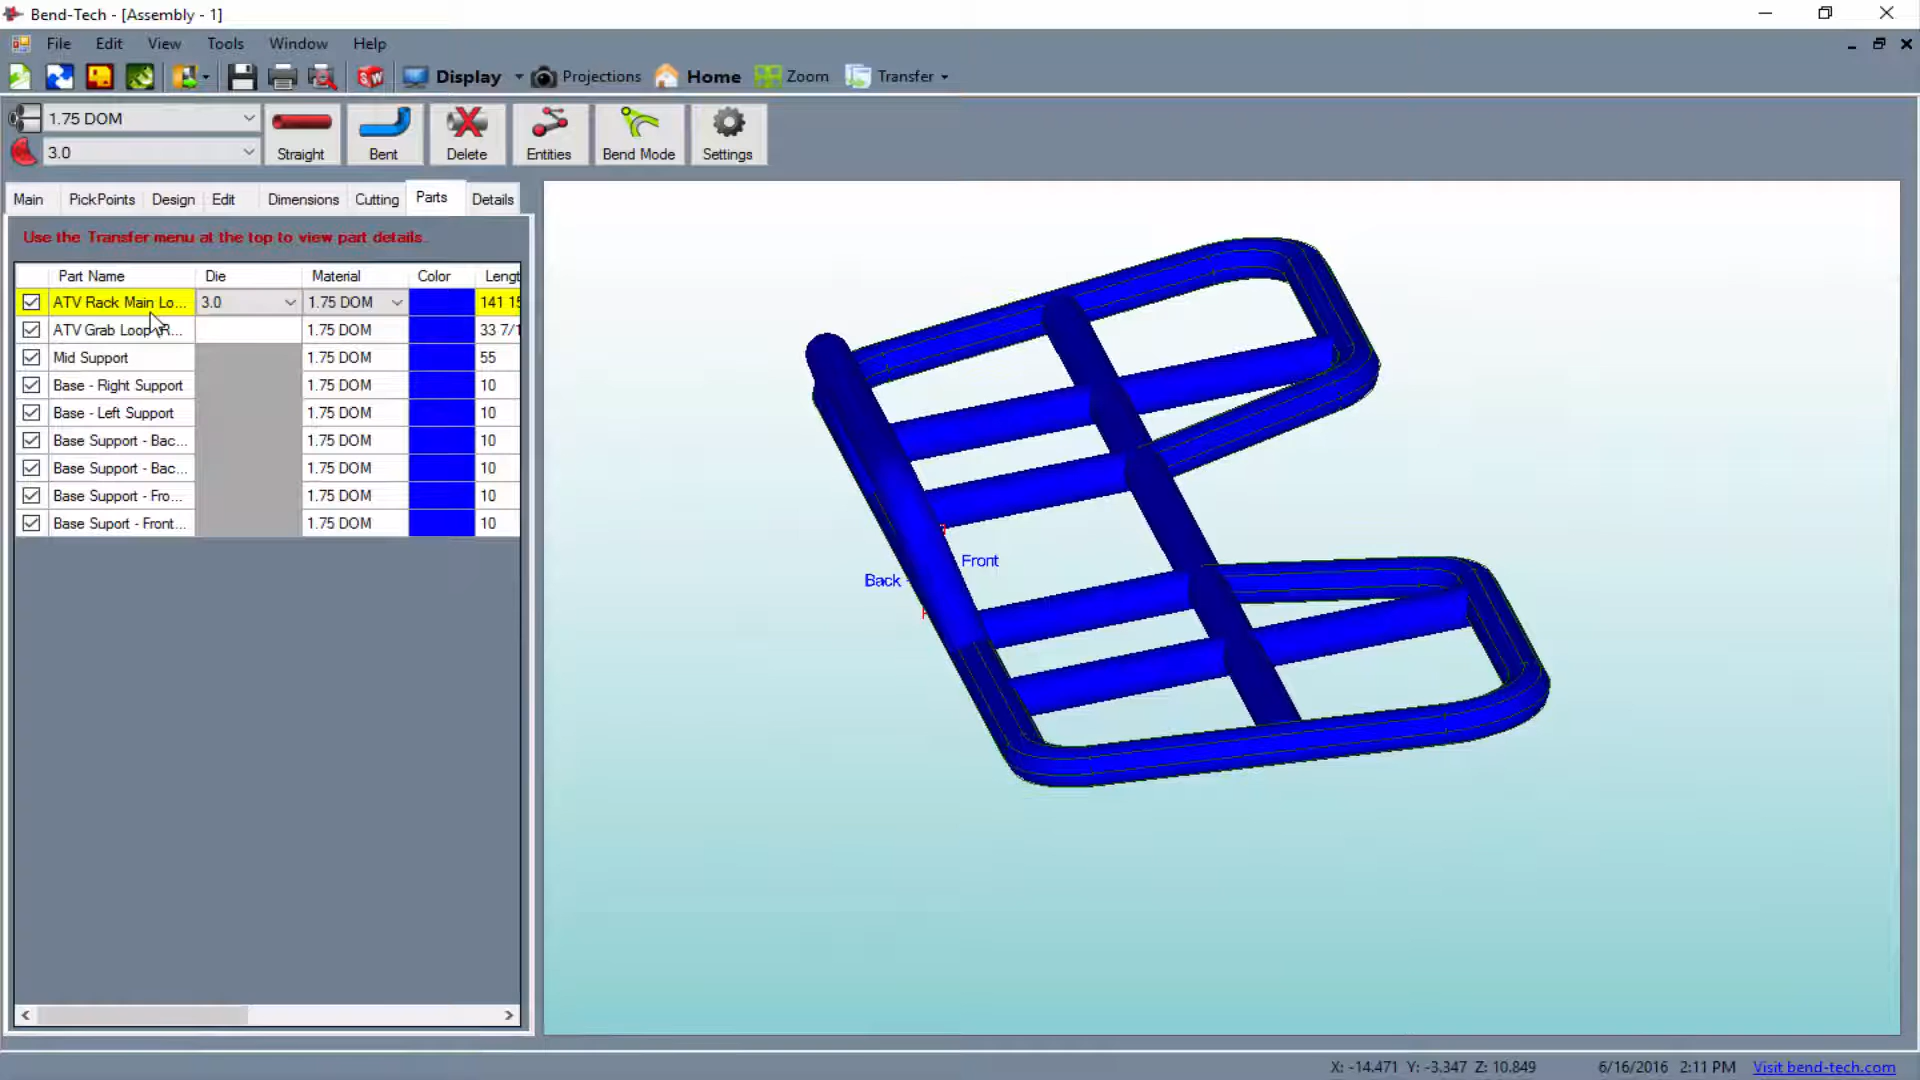 Bend-Tech - [Assembly - 1]
File Edit View Tools Window Help
SW Display Projections Home Zoom Transfer
1.75 DOM
3.0
Straight Bent Delete Entities Bend Mode Settings
Main PickPoints Design Edit Dimensions Cutting Parts Details
Use the Transfer menu at the top to view part details.
Part Name Die Material Color Lengt
ATV Rack Main Lo... 3.0 1.75 DOM 141 15
ATV Grab Loop R... 1.75 DOM 33 7/1
Mid Support 1.75 DOM 55
Base - Right Support 1.75 DOM 10
Base - Left Support 1.75 DOM 10
Base Support - Bac... 1.75 DOM 10
Base Support - Bac... 1.75 DOM 10
Base Support - Fro... 1.75 DOM 10
Base Suport - Front... 1.75 DOM 10
Front
Back
X: -14.471 Y: -3.347 Z: 10.849 6/16/2016 2:11 PM Visit bend-tech.com